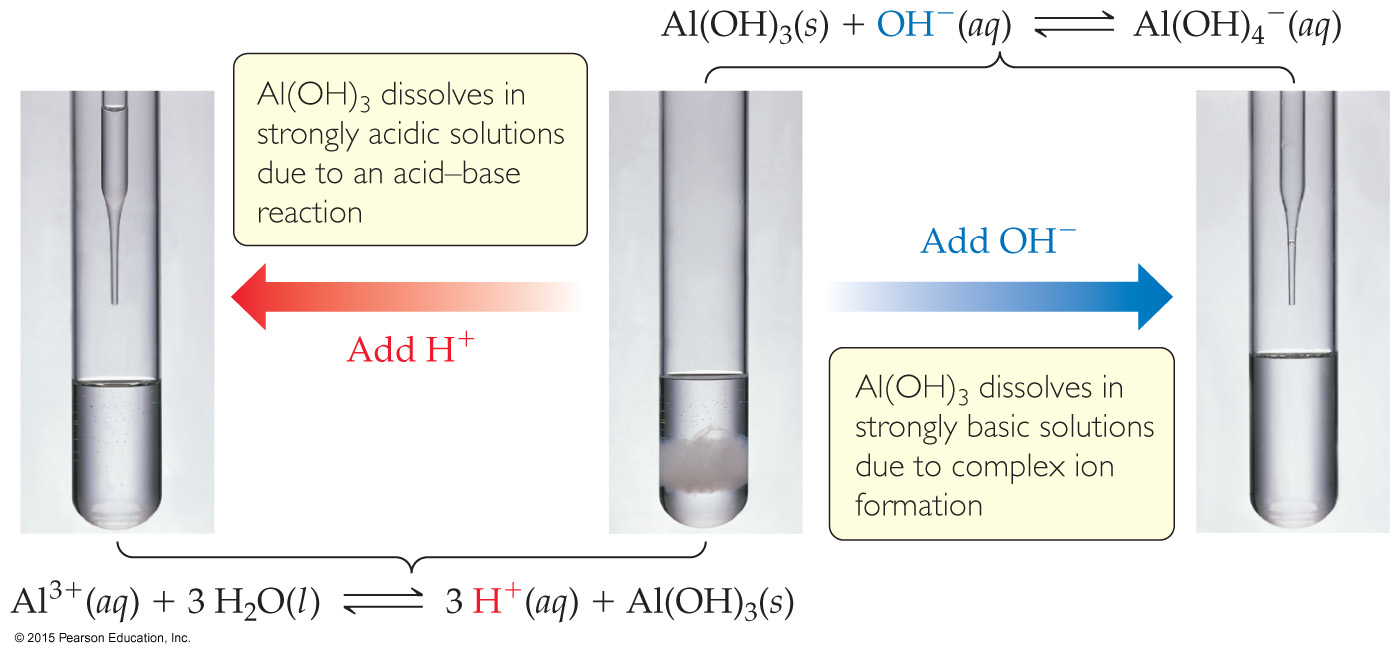 Al(OH)₃(s) + OH⁻(aq) ⇌ Al(OH)₄⁻(aq)
Al(OH)₃ dissolves in
strongly acidic solutions
due to an acid–base
reaction
Add OH⁻
Add H⁺
Al(OH)₃ dissolves in
strongly basic solutions
due to complex ion
formation
Al³⁺(aq) + 3 H₂O(l) ⇌ 3 H⁺(aq) + Al(OH)₃(s)
© 2015 Pearson Education, Inc.